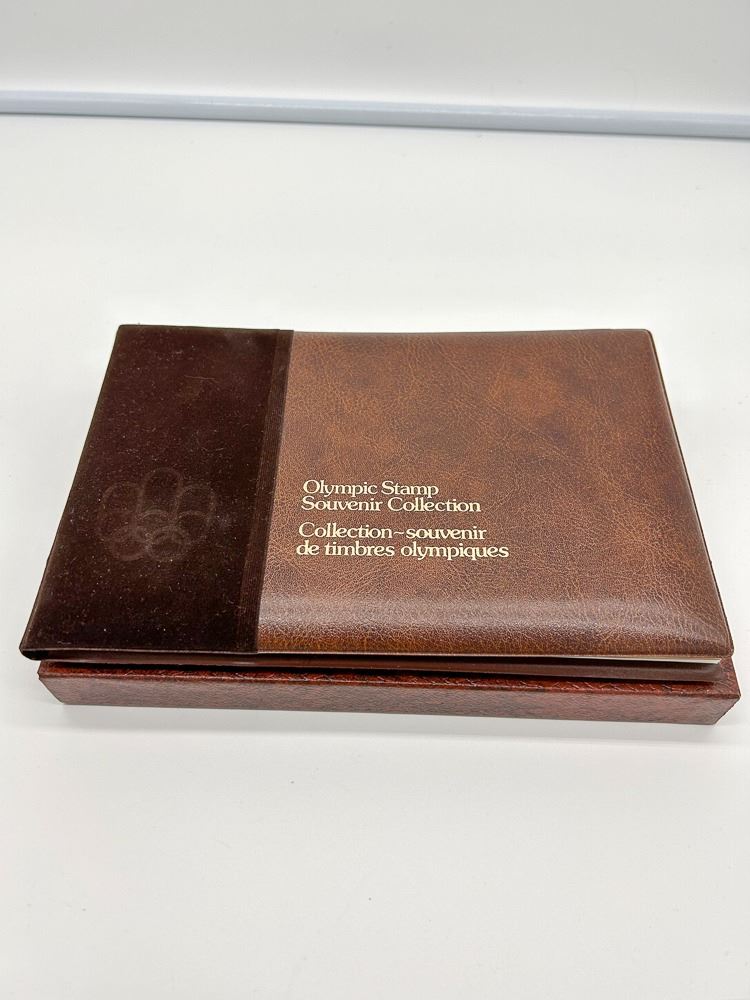 Olympic Stamp
Souvenir Collection
Collection~souvenir
de timbres olympiques